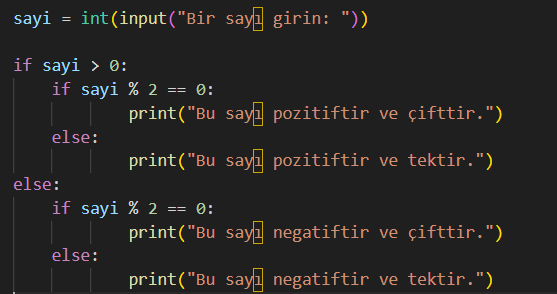 sayi = int(input("Bir sayı girin: "))
if sayi > 0:
    if sayi % 2 == 0:
            print("Bu sayı pozitiftir ve çifttir.")
    else:
            print("Bu sayı pozitiftir ve tektir.")
else:
    if sayi % 2 == 0:
            print("Bu sayı negatiftir ve çifttir.")
    else:
            print("Bu sayı negatiftir ve tektir.")